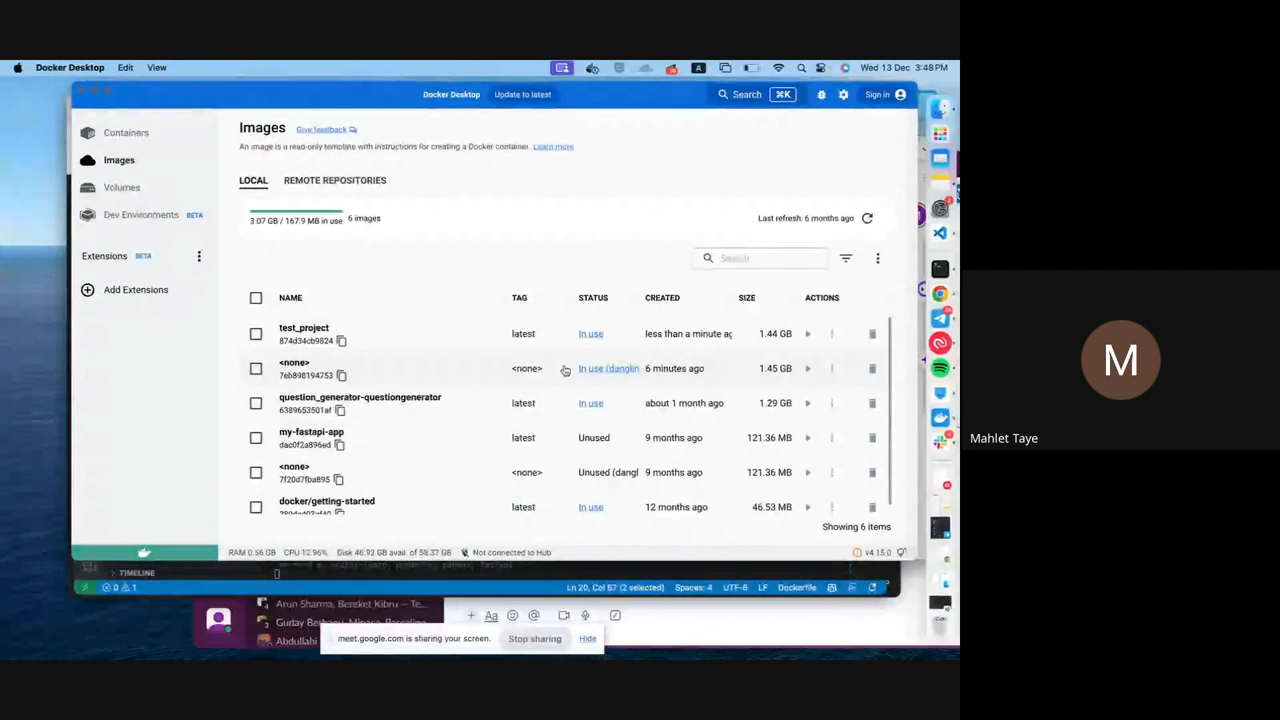 Docker Desktop Edit View
A
Wed 13 Dec 3:48 PM
Docker Desktop Update to latest
Search ⌘K Sign in
Containers
Images
Volumes
Dev Environments BETA
Extensions BETA
Add Extensions
Images Give feedback
An image is a read-only template with instructions for creating a Docker container. Learn more
LOCAL REMOTE REPOSITORIES
3.07 GB / 167.9 MB in use 6 images
Last refresh: 6 months ago
Search
NAME TAG STATUS CREATED SIZE ACTIONS
test_project
874d34cb9824
latest In use less than a minute ag 1.44 GB
<none>
7eb898194753
<none> In use (danglin 6 minutes ago 1.45 GB
question_generator-questiongenerator
6389653501af
latest In use about 1 month ago 1.29 GB
my-fastapi-app
dac0f2a896ed
latest Unused 9 months ago 121.36 MB
<none>
7f20d7fba895
<none> Unused (dangl 9 months ago 121.36 MB
docker/getting-started
latest In use 12 months ago 46.53 MB
Showing 6 items
RAM 0.56 GB CPU 12.96% Disk 46.92 GB avail. of 58.37 GB Not connected to Hub
v4.15.0
TIMELINE
0 1
Ln 20, Col 57 (2 selected) Spaces: 4 UTF-8 LF Dockerfile
Arun Sharma, Bereket Kibru — Te...
Abdullahi
Aa
meet.google.com is sharing your screen. Stop sharing Hide
M
Mahlet Taye